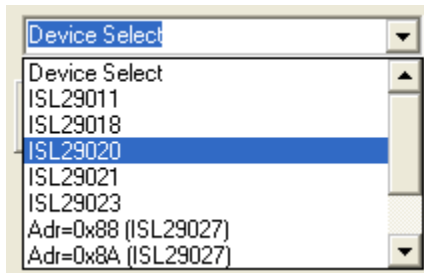 Device Select
Device Select
ISL29011
ISL29018
ISL29020
ISL29021
ISL29023
Adr=0x88 (ISL29027)
Adr=0x8A (ISL29027)